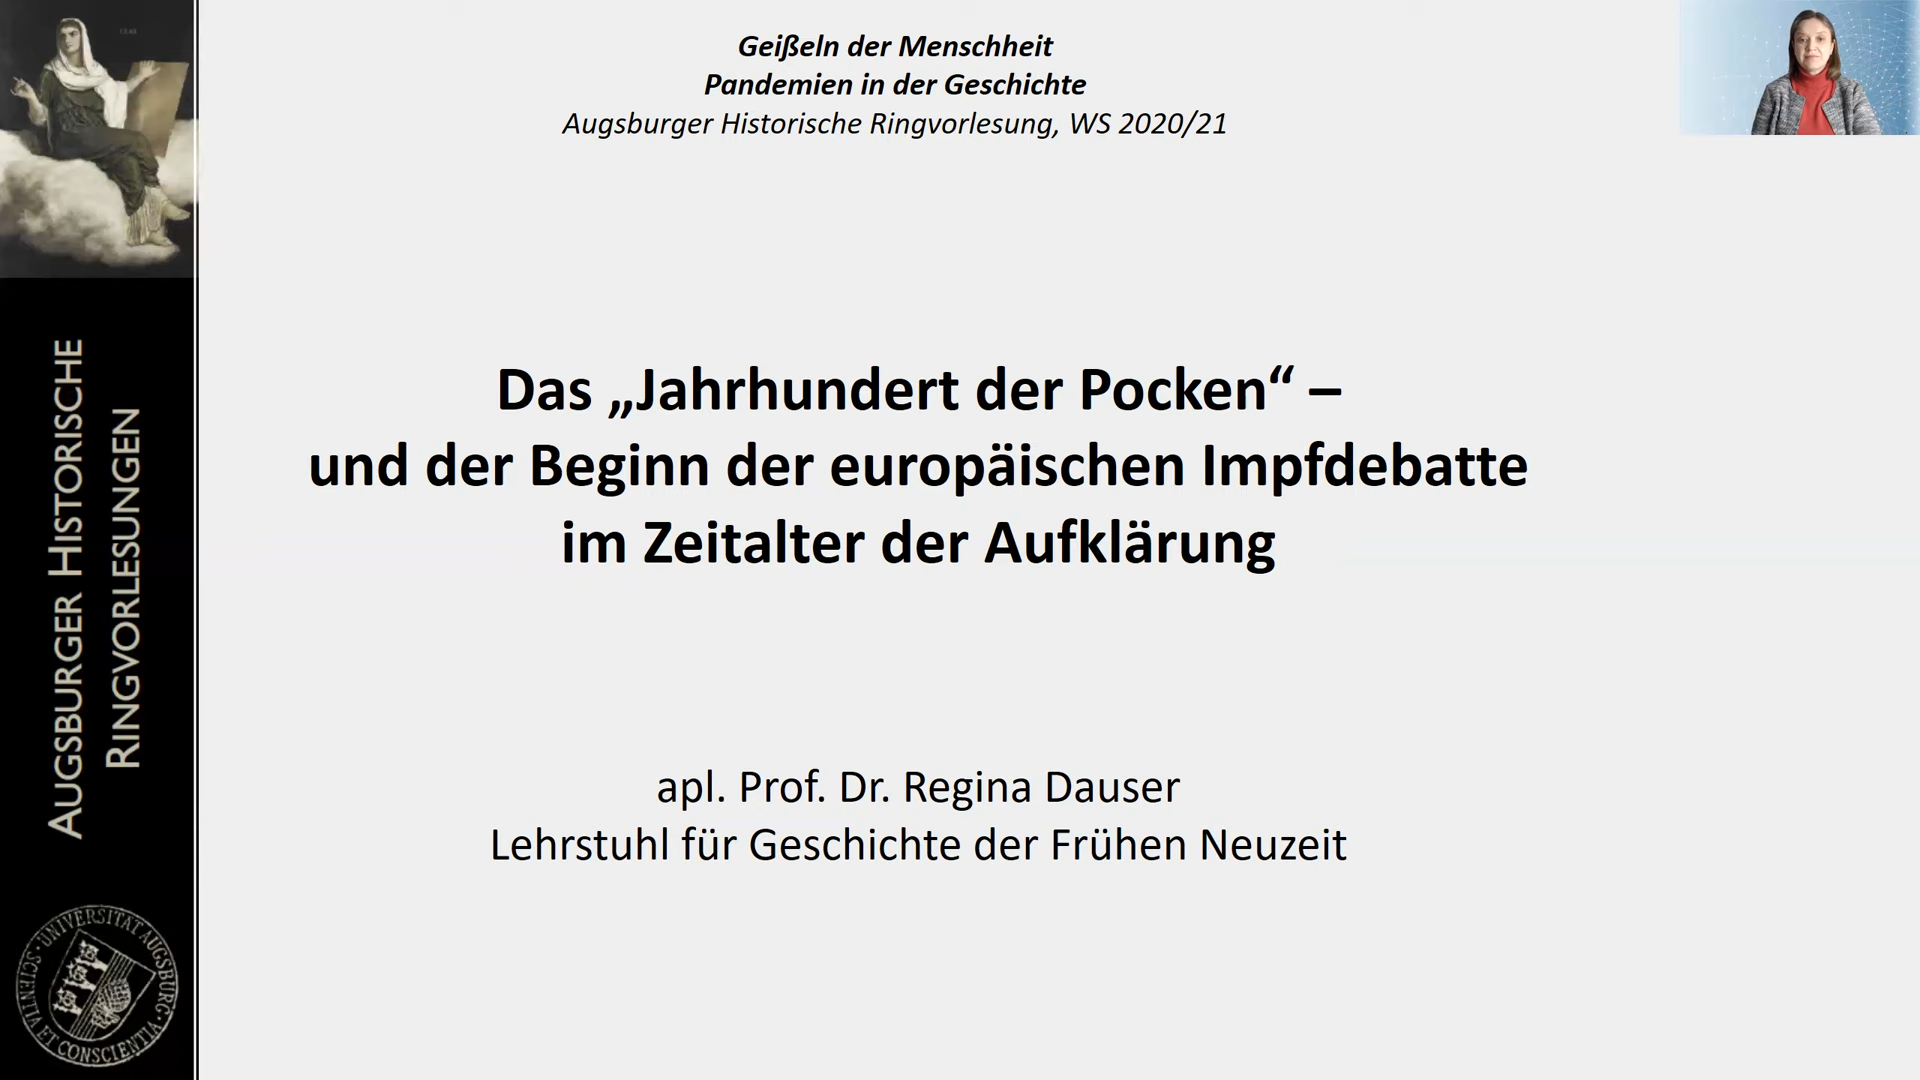 Geißeln der Menschheit
Pandemien in der Geschichte
Augsburger Historische Ringvorlesung, WS 2020/21
Das „Jahrhundert der Pocken“ –
und der Beginn der europäischen Impfdebatte
im Zeitalter der Aufklärung
apl. Prof. Dr. Regina Dauser
Lehrstuhl für Geschichte der Frühen Neuzeit
AUGSBURGER HISTORISCHE
RINGVORLESUNGEN
UNIVERSITAT AUGSBURG
SCIENTIA ET CONSCIENTIA